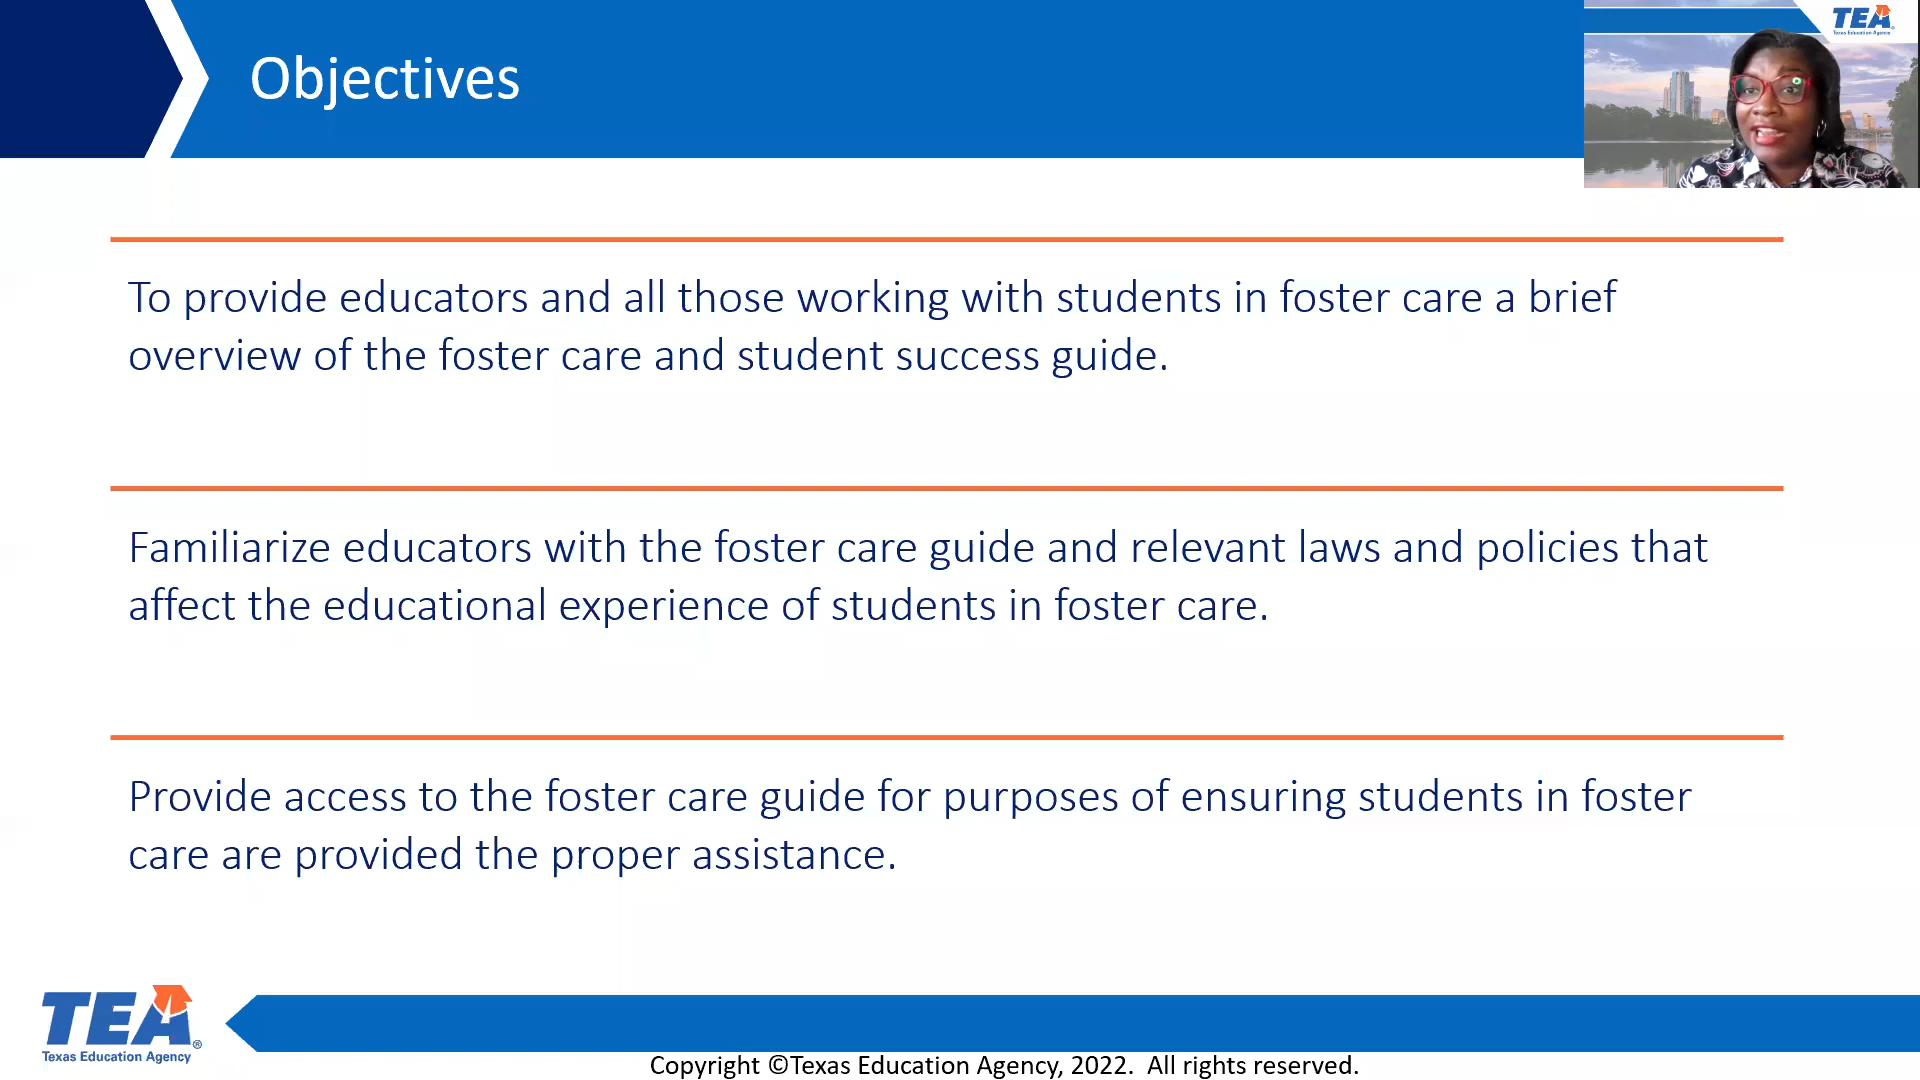 Objectives
TEA
Texas Education Agency
To provide educators and all those working with students in foster care a brief
overview of the foster care and student success guide.
Familiarize educators with the foster care guide and relevant laws and policies that
affect the educational experience of students in foster care.
Provide access to the foster care guide for purposes of ensuring students in foster
care are provided the proper assistance.
TEA®
Texas Education Agency
Copyright ©Texas Education Agency, 2022.  All rights reserved.